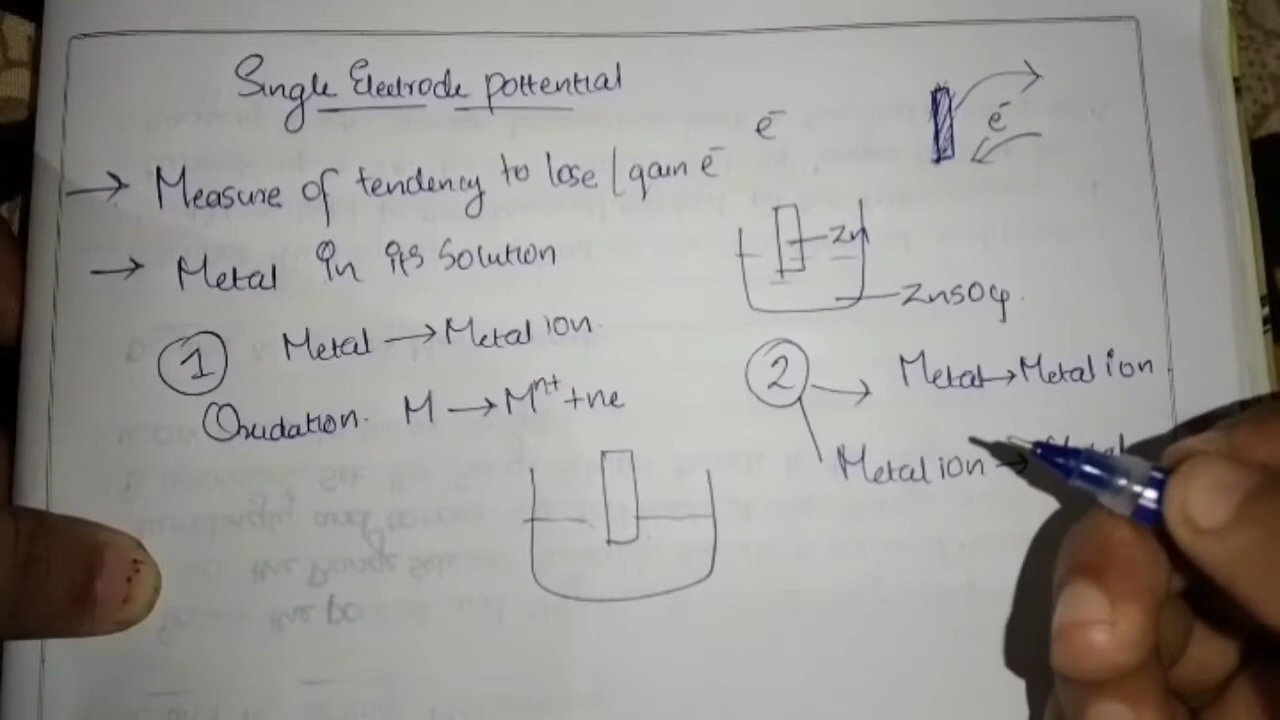 Single Electrode pottential
e⁻
e⁻
→ Measure of tendency to lose / gain e⁻
→ Metal in its solution
Zn
ZnSO4.
① Metal → Metal ion
Oxidation. M → Mⁿ⁺ + ne
② → Metal → Metal ion
Metal ion →